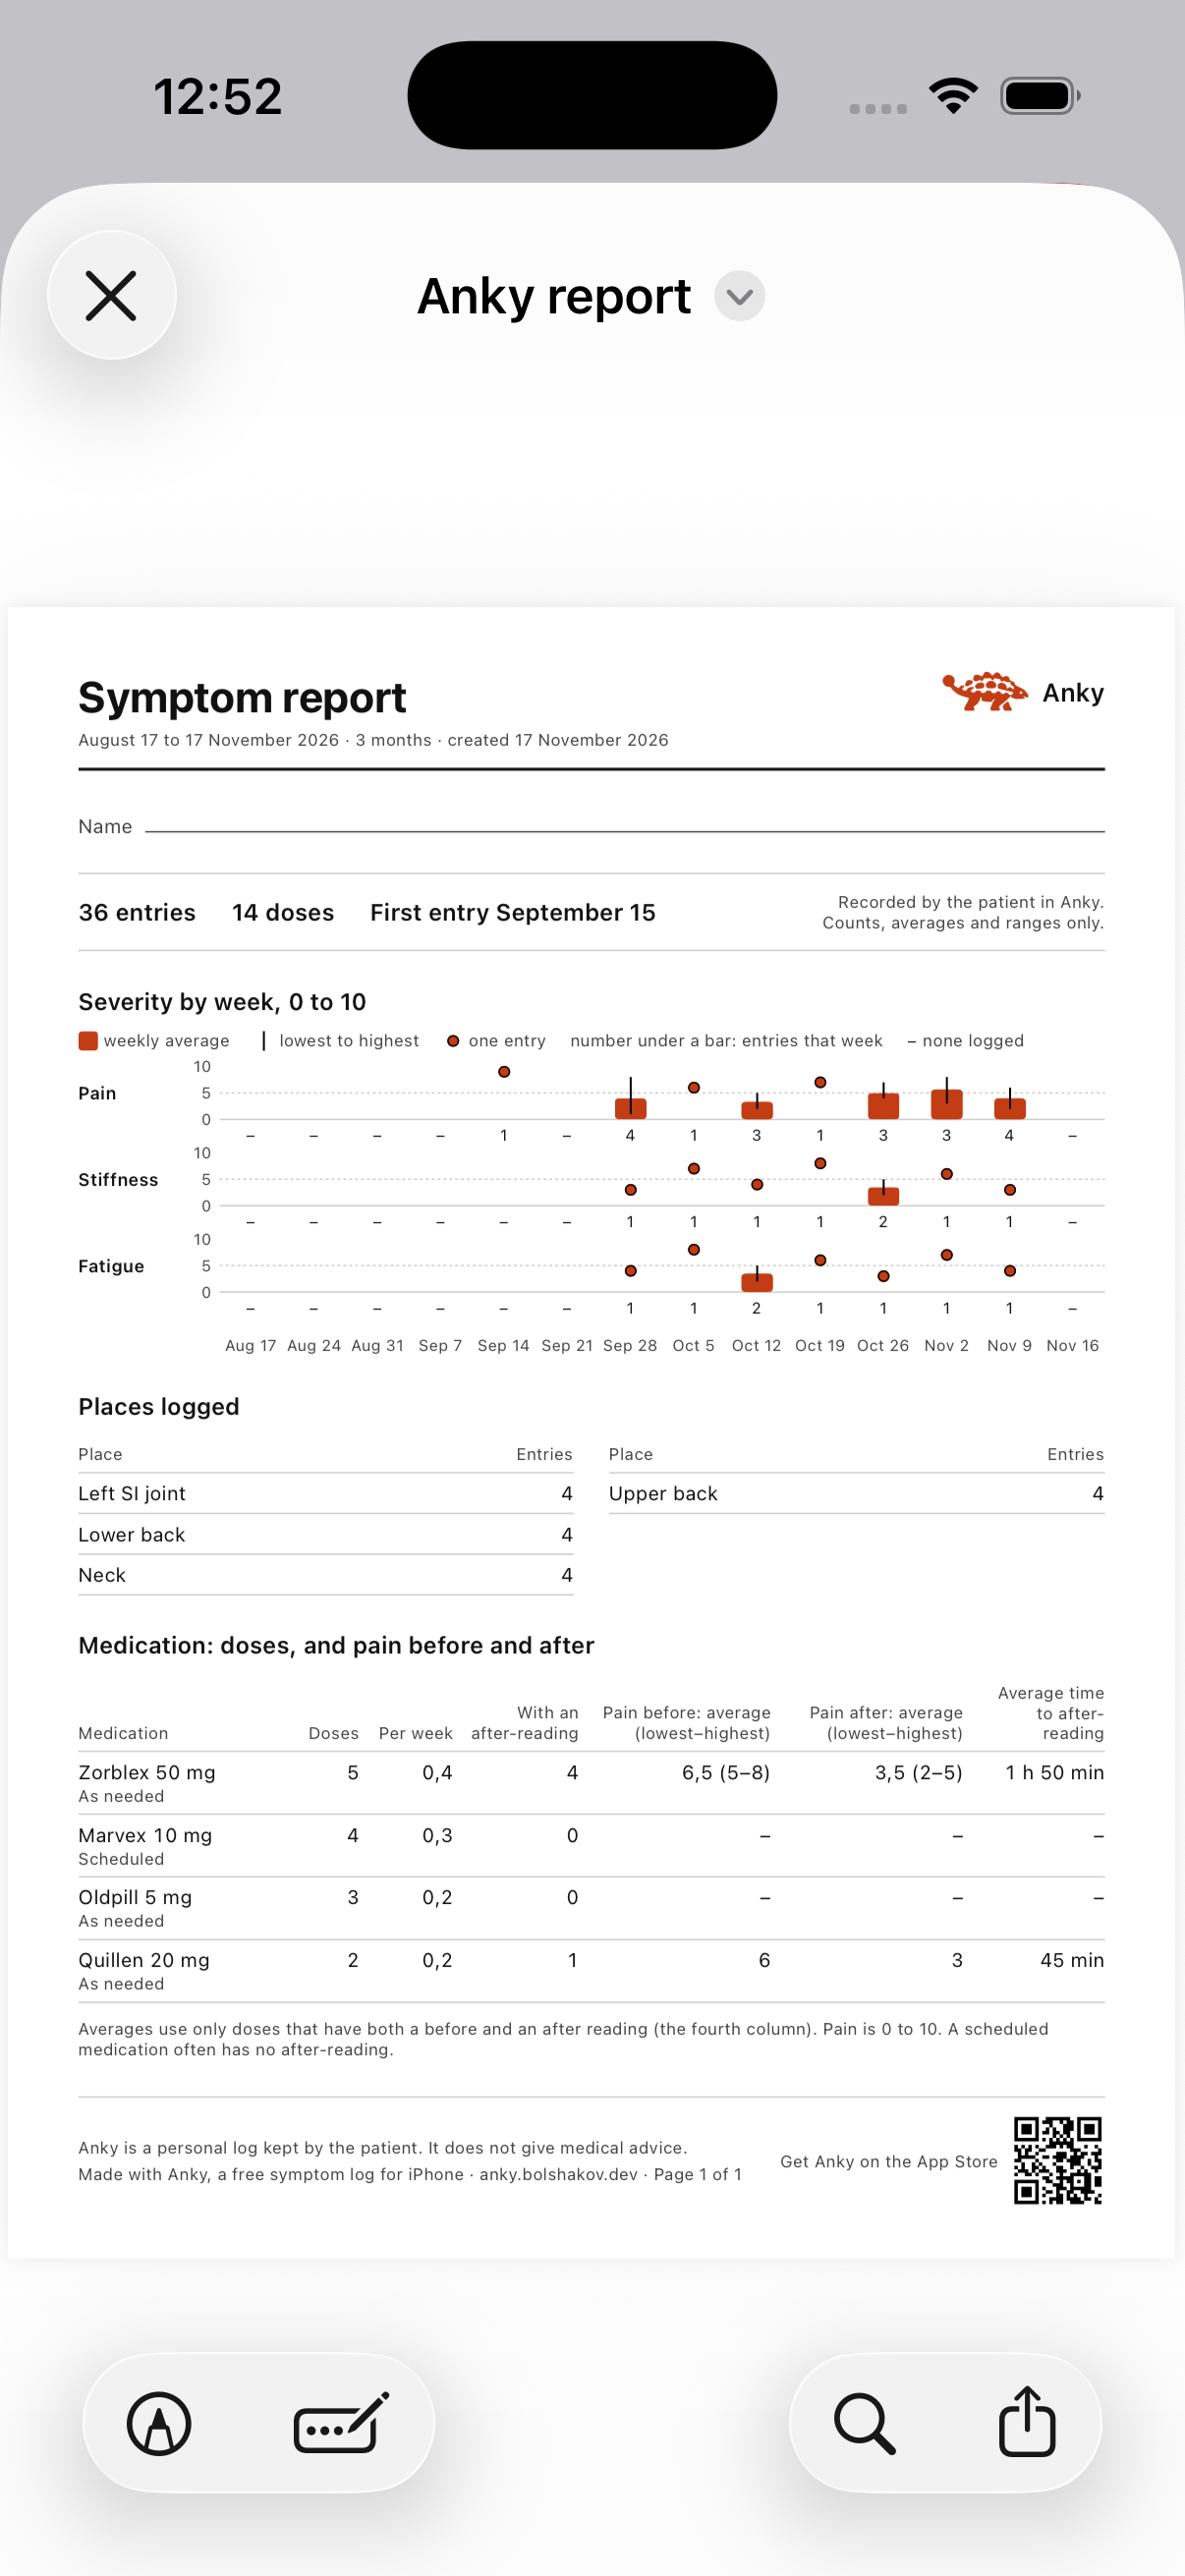 12:52
Anky report
Symptom report
Anky
August 17 to 17 November 2026 · 3 months · created 17 November 2026
Name
36 entries 14 doses First entry September 15
Recorded by the patient in Anky.
Counts, averages and ranges only.
Severity by week, 0 to 10
weekly average lowest to highest one entry number under a bar: entries that week – none logged
Pain
10
5
0
– – – – 1 – 4 1 3 1 3 3 4 –
Stiffness
10
5
0
– – – – – – 1 1 1 1 2 1 1 –
Fatigue
10
5
0
– – – – – – 1 1 2 1 1 1 1 –
Aug 17 Aug 24 Aug 31 Sep 7 Sep 14 Sep 21 Sep 28 Oct 5 Oct 12 Oct 19 Oct 26 Nov 2 Nov 9 Nov 16
Places logged
Place Entries Place Entries
Left SI joint 4 Upper back 4
Lower back 4
Neck 4
Medication: doses, and pain before and after
Medication Doses Per week With an after-reading Pain before: average (lowest–highest) Pain after: average (lowest–highest) Average time to after-reading
Zorblex 50 mg 5 0,4 4 6,5 (5–8) 3,5 (2–5) 1 h 50 min
As needed
Marvex 10 mg 4 0,3 0 – – –
Scheduled
Oldpill 5 mg 3 0,2 0 – – –
As needed
Quillen 20 mg 2 0,2 1 6 3 45 min
As needed
Averages use only doses that have both a before and an after reading (the fourth column). Pain is 0 to 10. A scheduled
medication often has no after-reading.
Anky is a personal log kept by the patient. It does not give medical advice.
Made with Anky, a free symptom log for iPhone · anky.bolshakov.dev · Page 1 of 1
Get Anky on the App Store